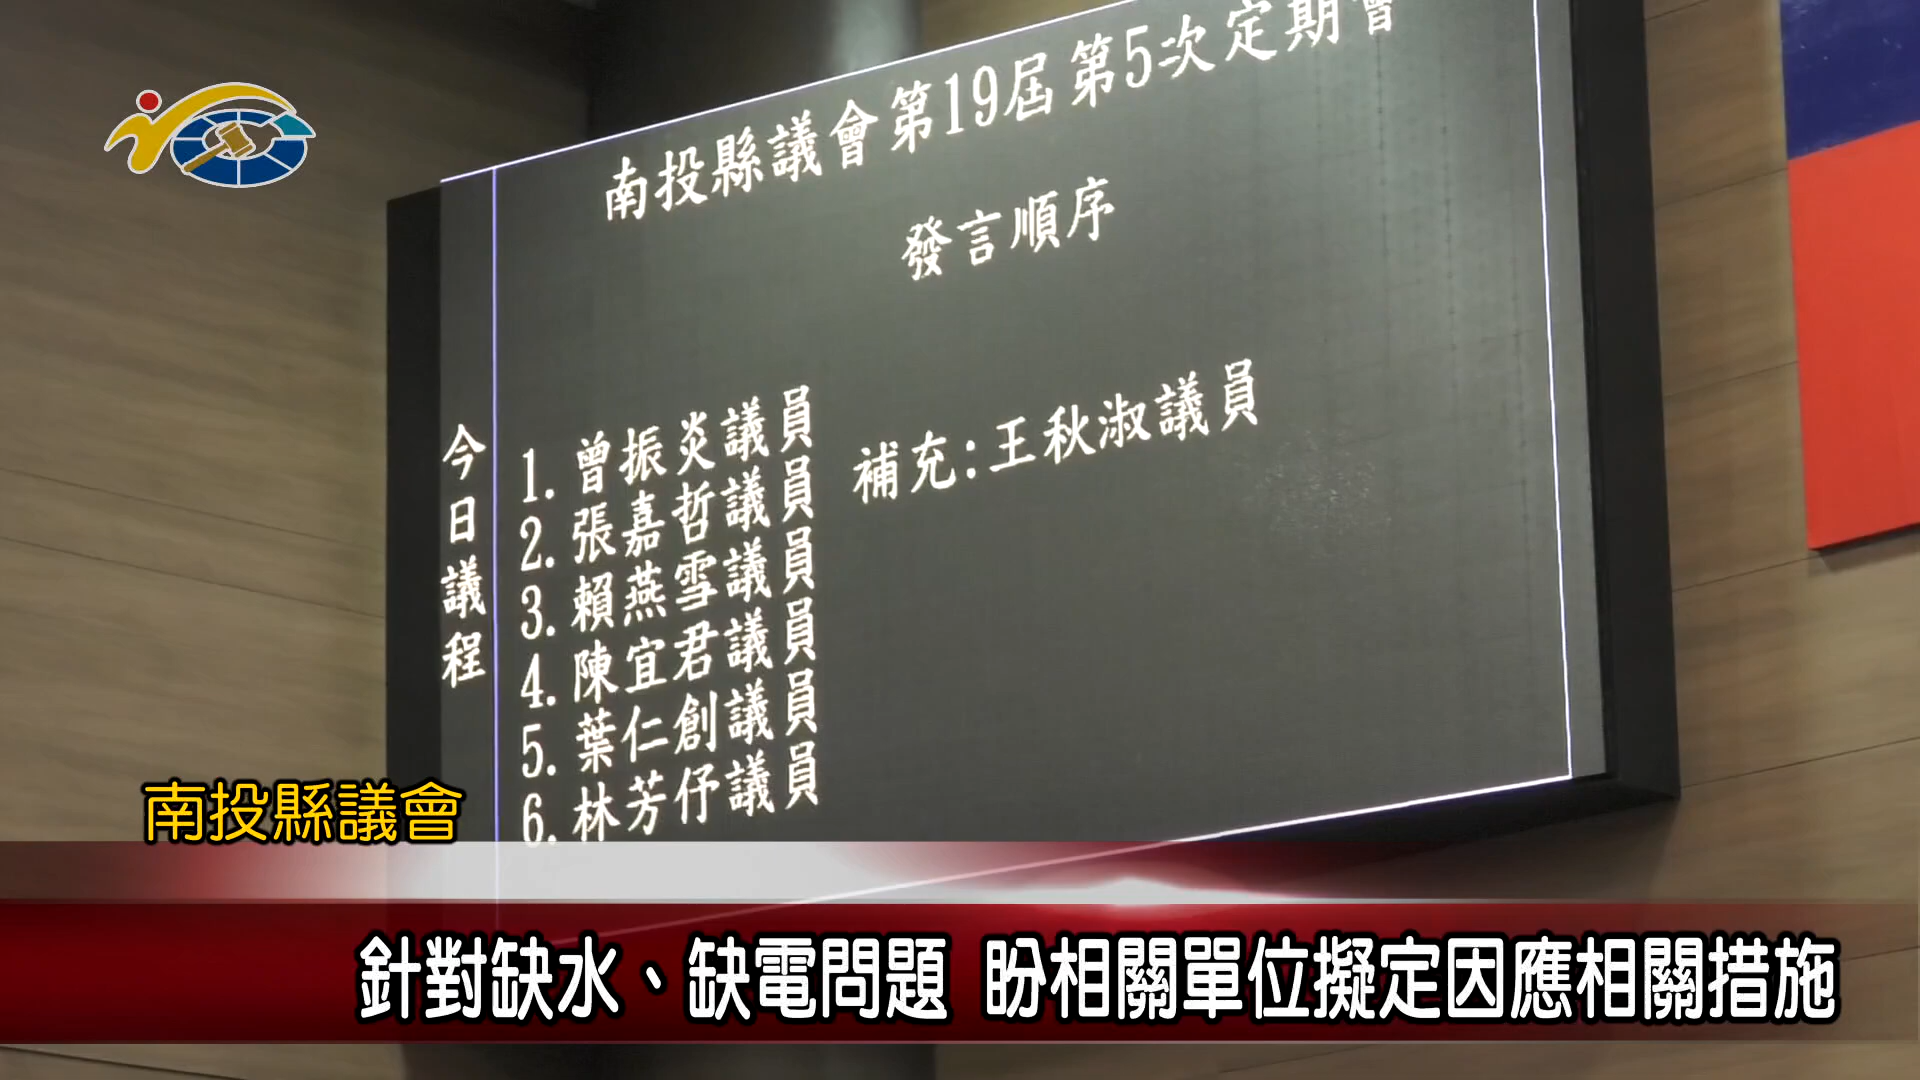 南投縣議會第19屆第5次定期會
發言順序
今日議程
1. 曾振炎議員
補充:王秋淑議員
2. 張嘉哲議員
3. 賴燕雪議員
4. 陳宜君議員
5. 葉仁創議員
6. 林芳伃議員
南投縣議會
針對缺水、缺電問題 盼相關單位擬定因應相關措施